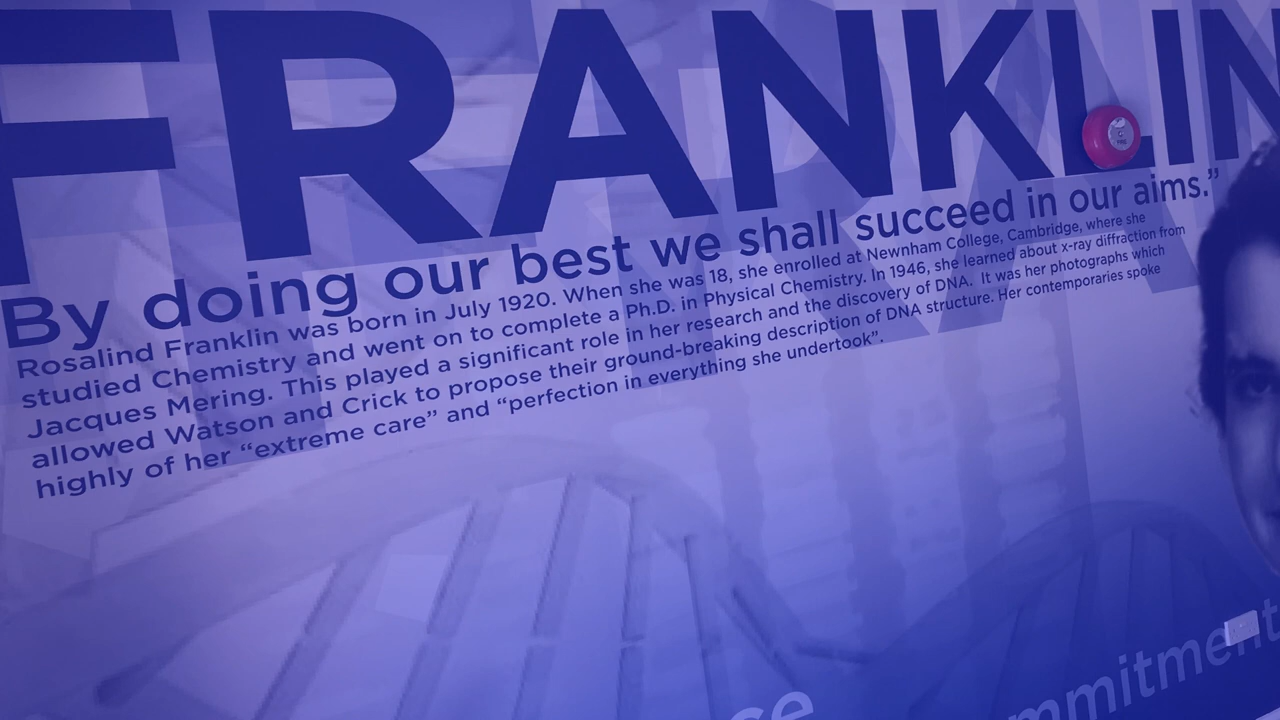 FRANKLIN
By doing our best we shall succeed in our aims.”
Rosalind Franklin was born in July 1920. When she was 18, she enrolled at Newnham College, Cambridge, where she
studied Chemistry and went on to complete a Ph.D. in Physical Chemistry. In 1946, she learned about x-ray diffraction from
Jacques Mering. This played a significant role in her research and the discovery of DNA. It was her photographs which
allowed Watson and Crick to propose their ground-breaking description of DNA structure. Her contemporaries spoke
highly of her “extreme care” and “perfection in everything she undertook”.